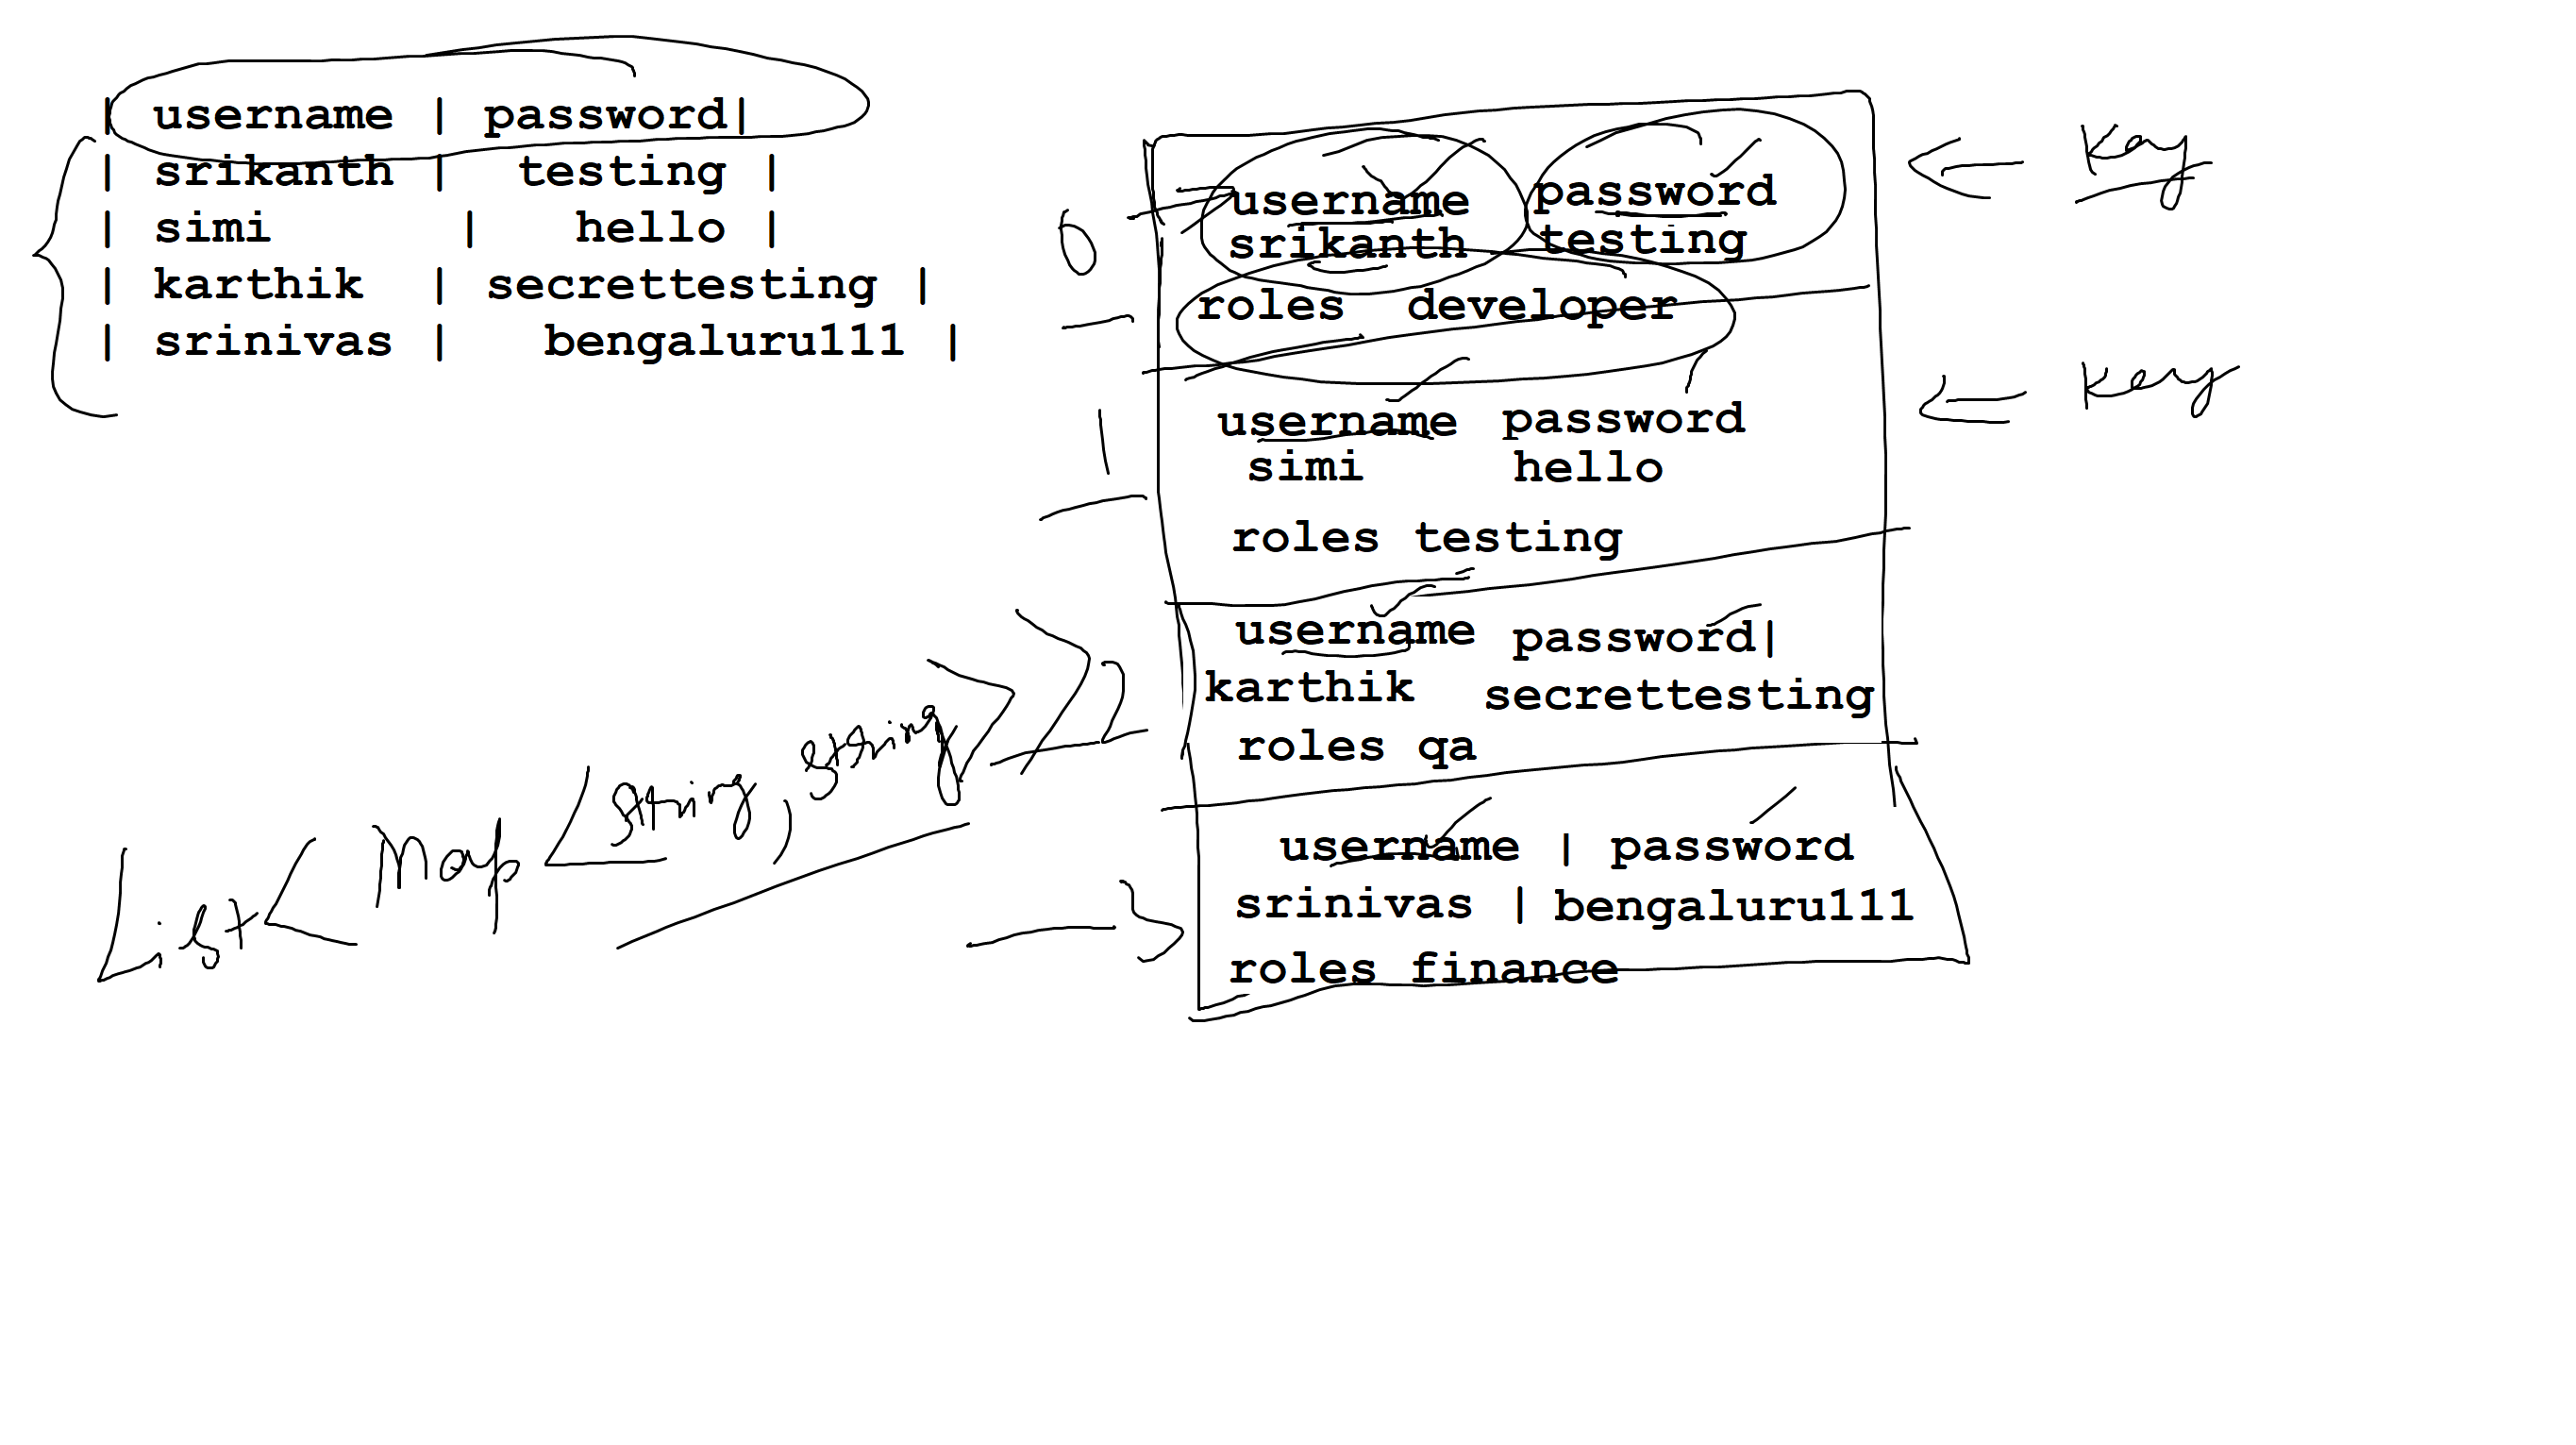 | username | password|
| srikanth | testing |
| simi | hello |
| karthik | secrettesting |
| srinivas | bengaluru111 |
List< Map <string, string>>
0
username password
srikanth testing
roles developer
key
1
username password
simi hello
roles testing
key
2
username password|
karthik secrettesting
roles qa
3
username | password
srinivas | bengaluru111
roles finance